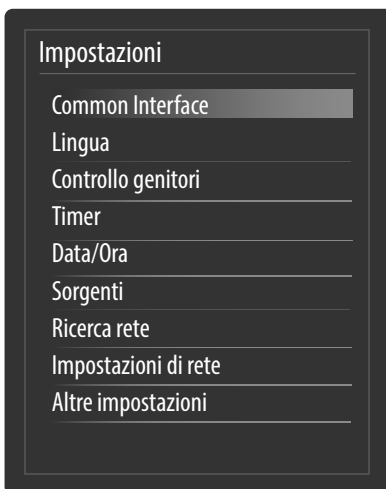 Impostazioni
Common Interface
Lingua
Controllo genitori
Timer
Data/Ora
Sorgenti
Ricerca rete
Impostazioni di rete
Altre impostazioni